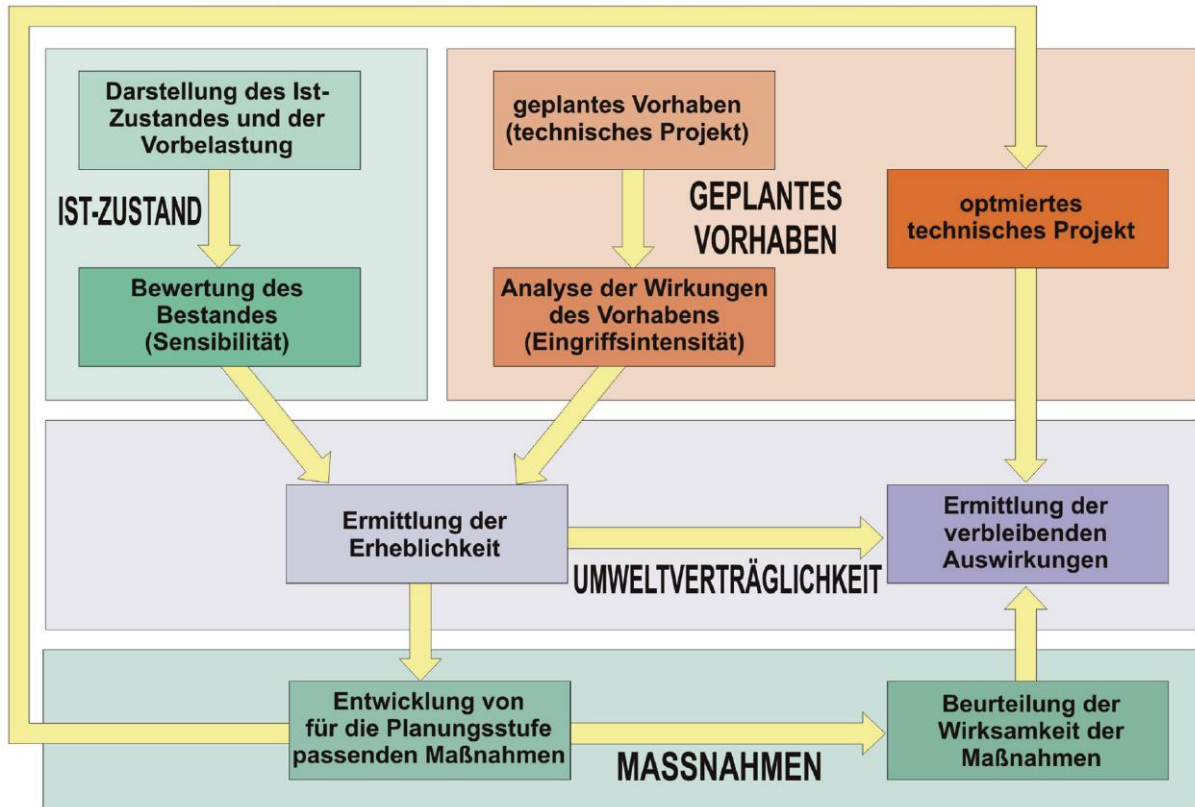 Darstellung des Ist-
Zustandes und der
Vorbelastung
IST-ZUSTAND
Bewertung des
Bestandes
(Sensibilität)
geplantes Vorhaben
(technisches Projekt)
GEPLANTES
VORHABEN
Analyse der Wirkungen
des Vorhabens
(Eingriffsintensität)
optmiertes
technisches Projekt
Ermittlung der
Erheblichkeit
UMWELTVERTRÄGLICHKEIT
Ermittlung der
verbleibenden
Auswirkungen
Entwicklung von
für die Planungsstufe
passenden Maßnahmen
MASSNAHMEN
Beurteilung der
Wirksamkeit der
Maßnahmen